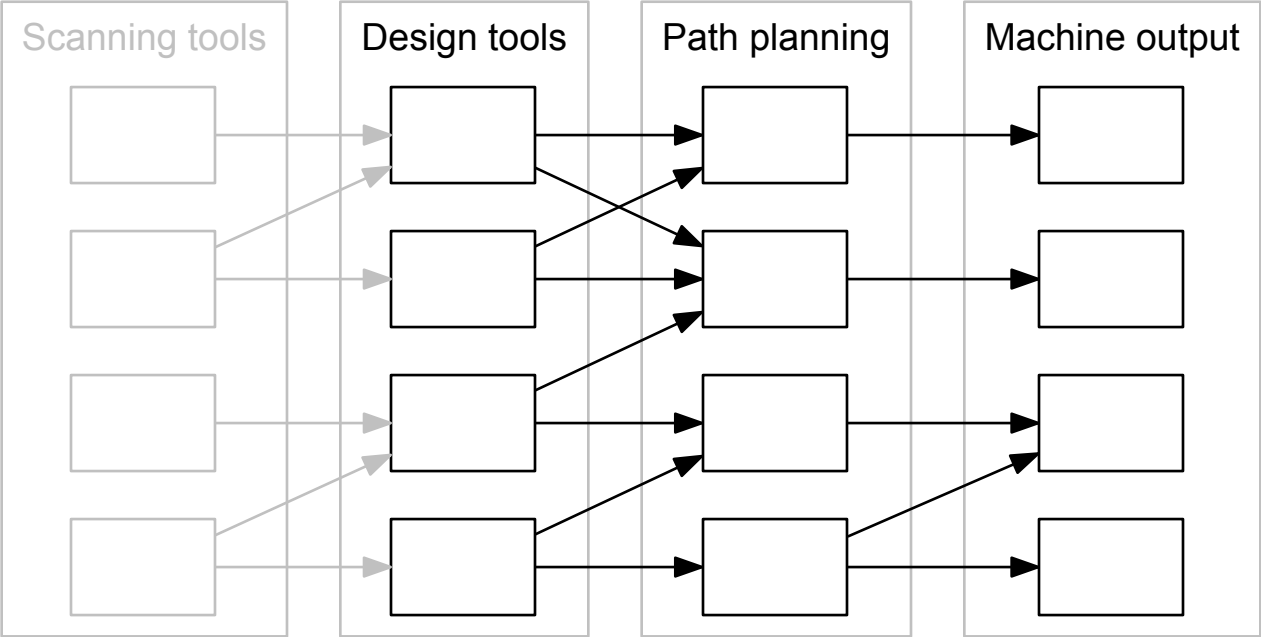 Scanning tools
Design tools
Path planning
Machine output